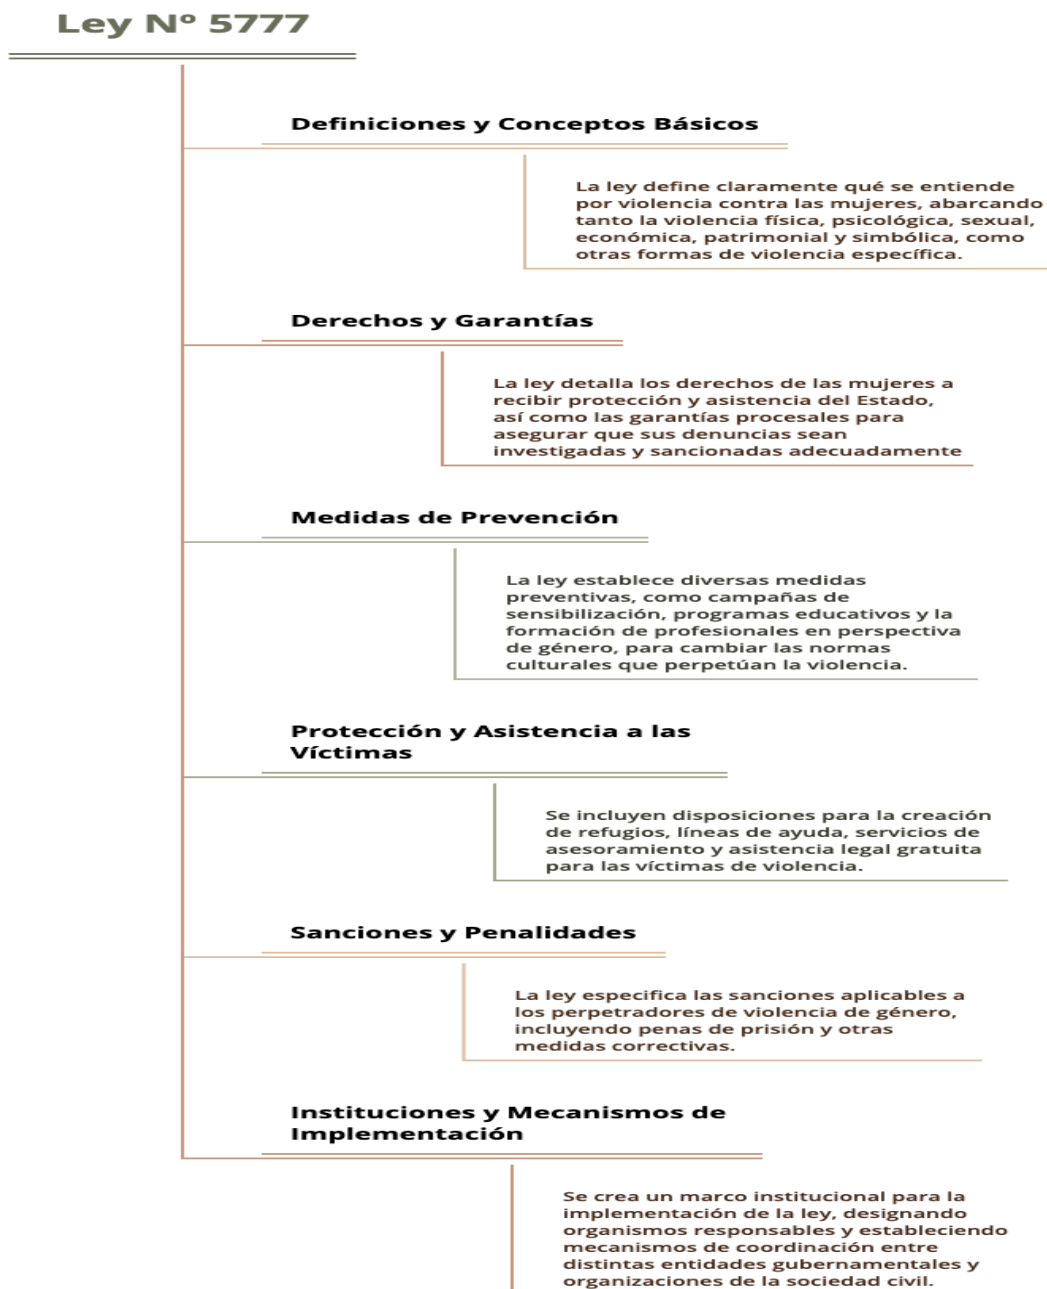 Ley Nº 5777
Definiciones y Conceptos Básicos
La ley define claramente qué se entiende
por violencia contra las mujeres, abarcando
tanto la violencia física, psicológica, sexual,
económica, patrimonial y simbólica, como
otras formas de violencia específica.
Derechos y Garantías
La ley detalla los derechos de las mujeres a
recibir protección y asistencia del Estado,
así como las garantías procesales para
asegurar que sus denuncias sean
investigadas y sancionadas adecuadamente
Medidas de Prevención
La ley establece diversas medidas
preventivas, como campañas de
sensibilización, programas educativos y la
formación de profesionales en perspectiva
de género, para cambiar las normas
culturales que perpetúan la violencia.
Protección y Asistencia a las
Víctimas
Se incluyen disposiciones para la creación
de refugios, líneas de ayuda, servicios de
asesoramiento y asistencia legal gratuita
para las víctimas de violencia.
Sanciones y Penalidades
La ley especifica las sanciones aplicables a
los perpetradores de violencia de género,
incluyendo penas de prisión y otras
medidas correctivas.
Instituciones y Mecanismos de
Implementación
Se crea un marco institucional para la
implementación de la ley, designando
organismos responsables y estableciendo
mecanismos de coordinación entre
distintas entidades gubernamentales y
organizaciones de la sociedad civil.